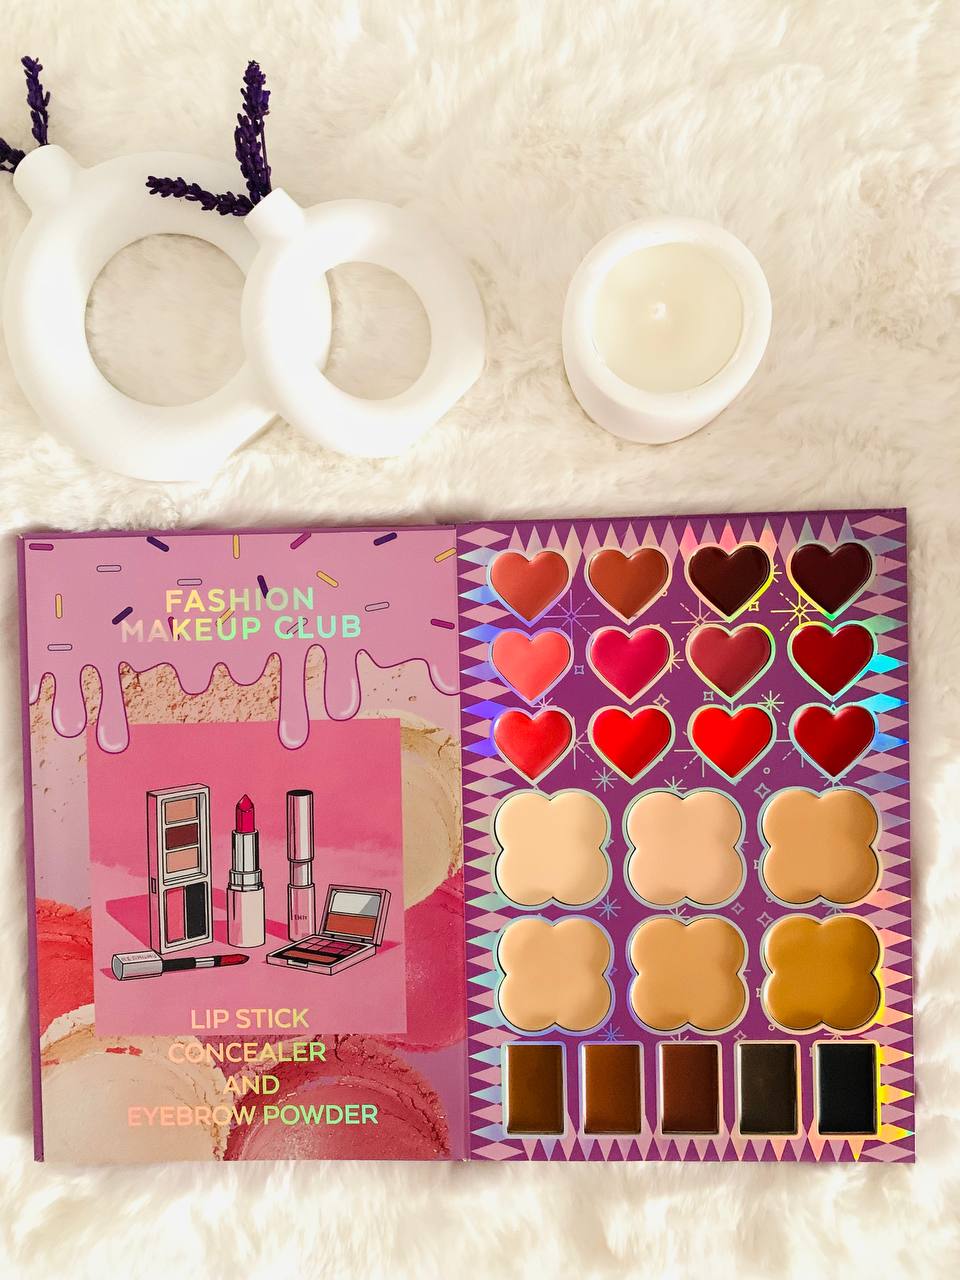 FASHION
MAKEUP CLUB
LIP STICK
CONCEALER
AND
EYEBROW POWDER